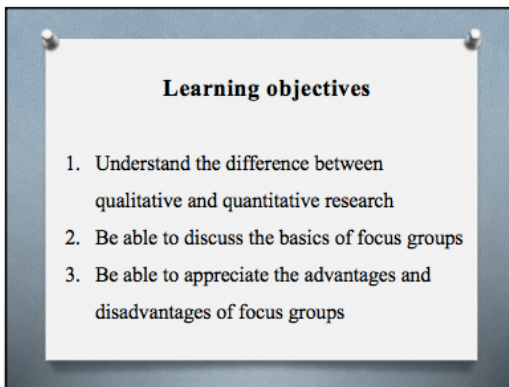 Learning objectives
1. Understand the difference between
qualitative and quantitative research
2. Be able to discuss the basics of focus groups
3. Be able to appreciate the advantages and
disadvantages of focus groups